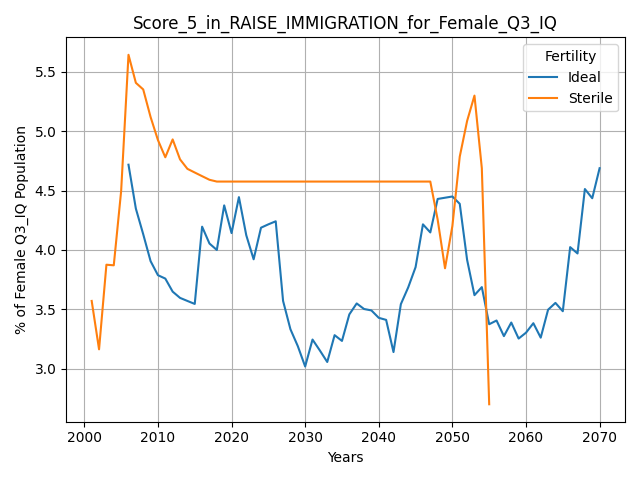 Score_5_in_RAISE_IMMIGRATION_for_Female_Q3_IQ
Fertility
Ideal
Sterile
% of Female Q3_IQ Population
5.5
5.0
4.5
4.0
3.5
3.0
2000 2010 2020 2030 2040 2050 2060 2070
Years